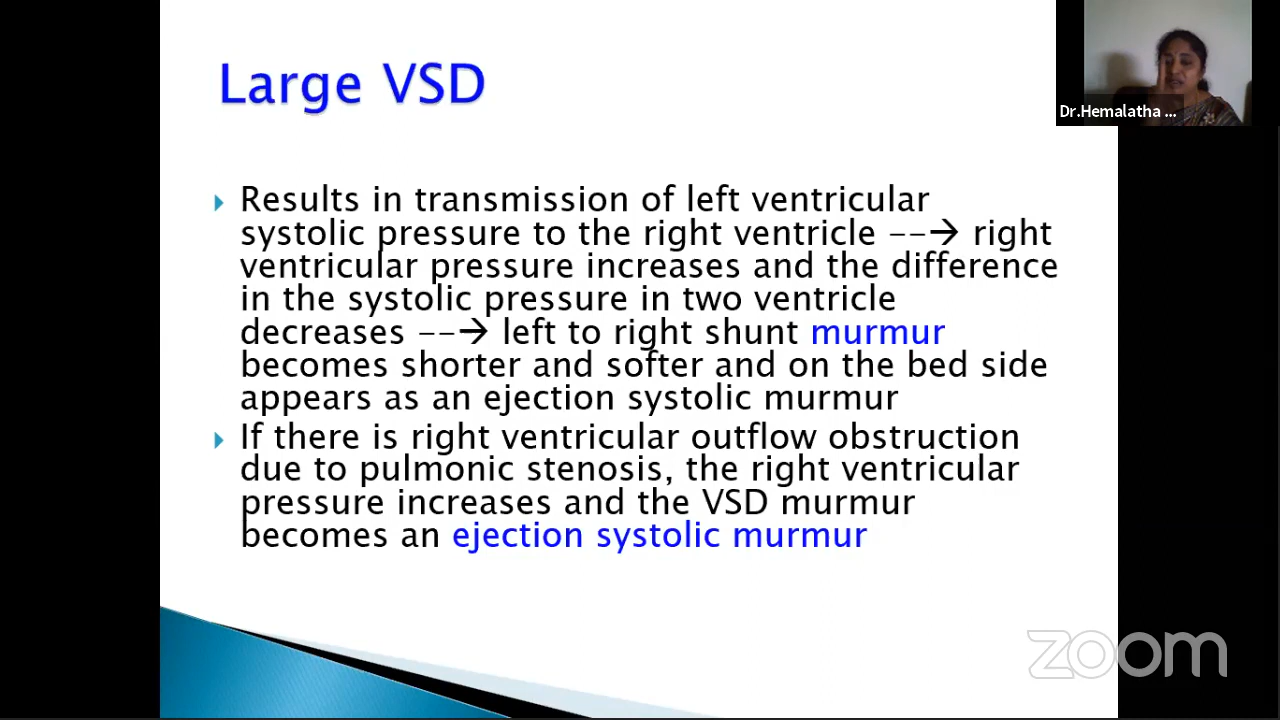 Large VSD
Dr.Hemalatha ...
Results in transmission of left ventricular
systolic pressure to the right ventricle --→ right
ventricular pressure increases and the difference
in the systolic pressure in two ventricle
decreases --→ left to right shunt murmur
becomes shorter and softer and on the bed side
appears as an ejection systolic murmur
If there is right ventricular outflow obstruction
due to pulmonic stenosis, the right ventricular
pressure increases and the VSD murmur
becomes an ejection systolic murmur
zoom